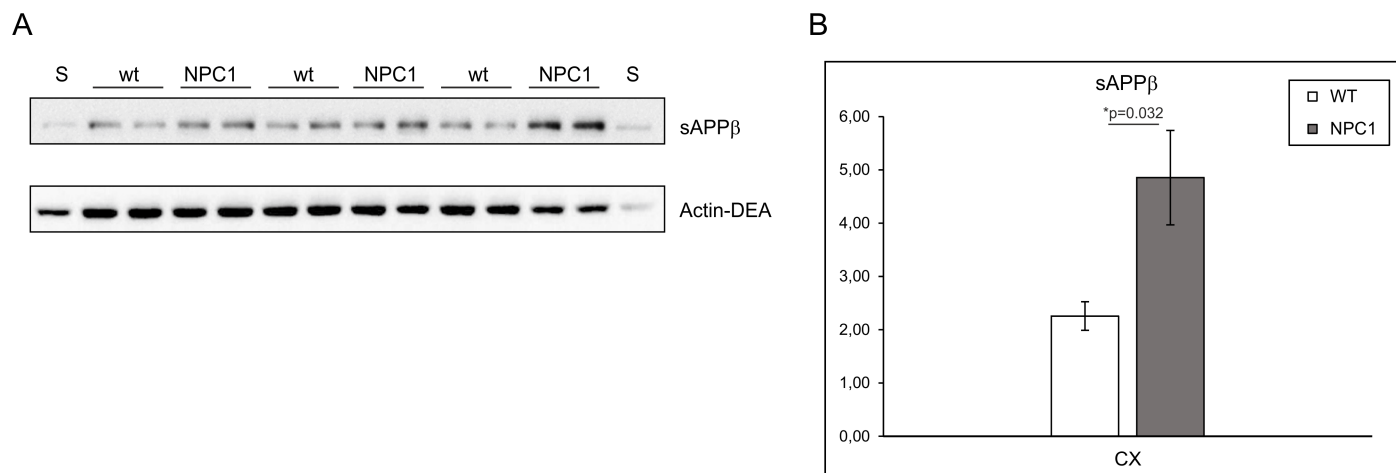 A
S wt NPC1 wt NPC1 wt NPC1 S
sAPPβ
Actin-DEA
B
sAPPβ
WT
NPC1
*p=0.032
6,00
5,00
4,00
3,00
2,00
1,00
0,00
CX